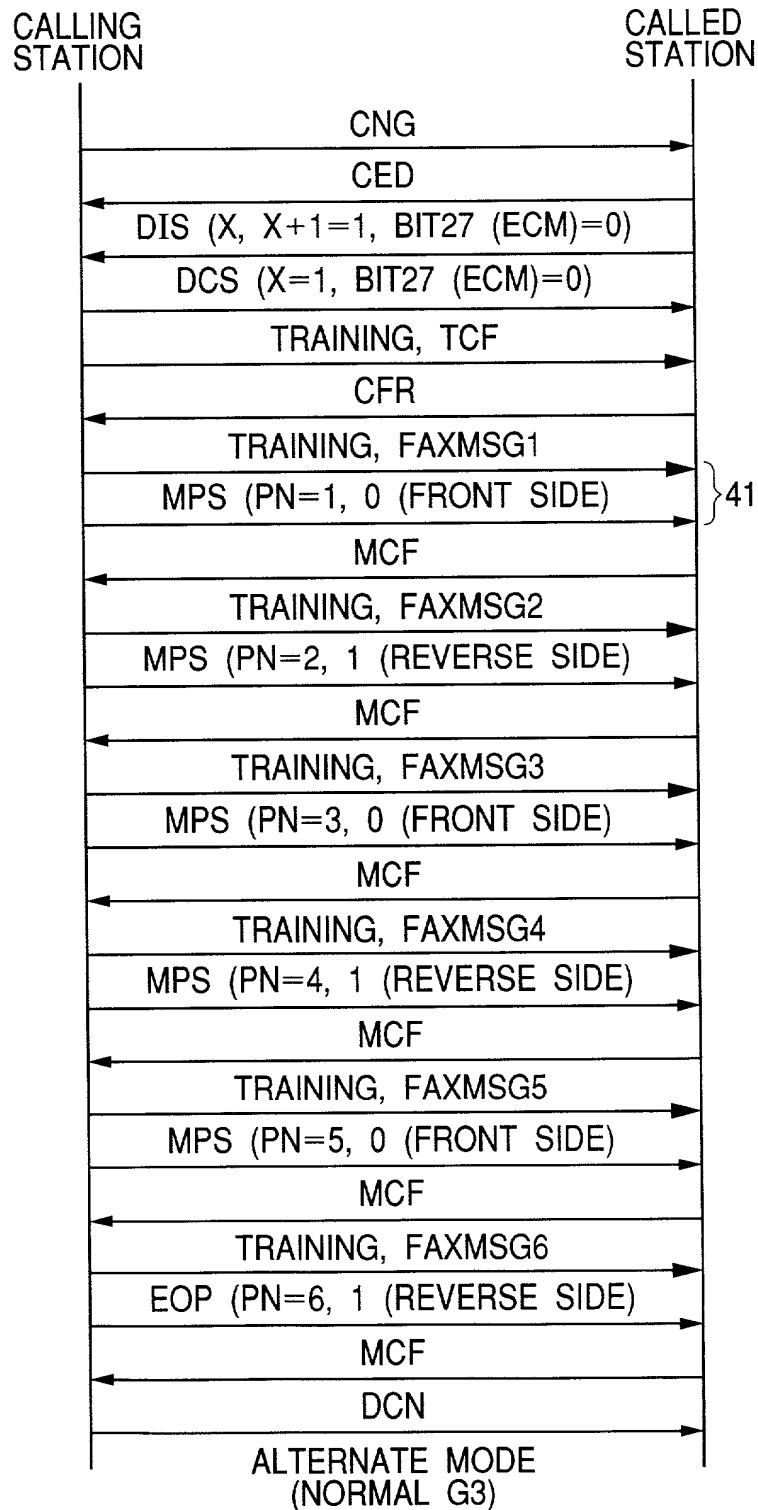 CALLING
STATION
CALLED
STATION
CNG
CED
DIS (X, X+1=1, BIT27 (ECM)=0)
DCS (X=1, BIT27 (ECM)=0)
TRAINING, TCF
CFR
TRAINING, FAXMSG1
MPS (PN=1, 0 (FRONT SIDE)
41
MCF
TRAINING, FAXMSG2
MPS (PN=2, 1 (REVERSE SIDE)
MCF
TRAINING, FAXMSG3
MPS (PN=3, 0 (FRONT SIDE)
MCF
TRAINING, FAXMSG4
MPS (PN=4, 1 (REVERSE SIDE)
MCF
TRAINING, FAXMSG5
MPS (PN=5, 0 (FRONT SIDE)
MCF
TRAINING, FAXMSG6
EOP (PN=6, 1 (REVERSE SIDE)
MCF
DCN
ALTERNATE MODE
(NORMAL G3)